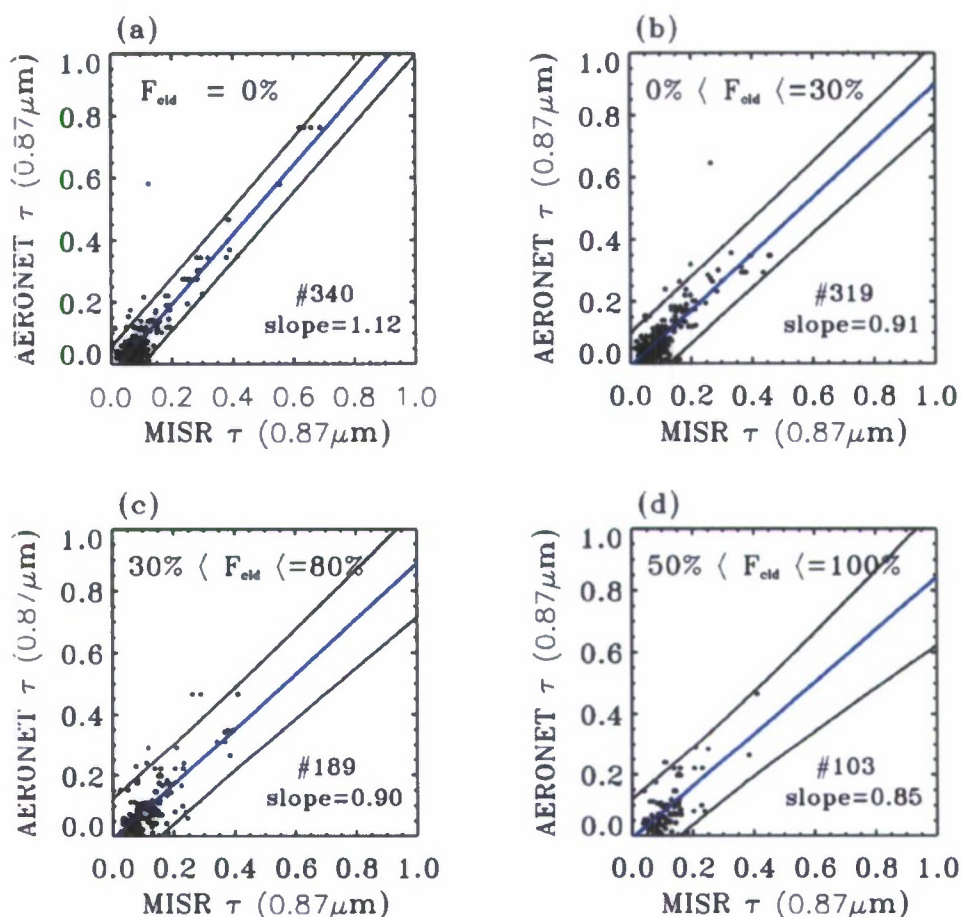 (a)
F_cld = 0%
#340
slope=1.12
AERONET τ (0.87μm)
1.0
0.8
0.6
0.4
0.2
0.0
0.0 0.2 0.4 0.6 0.8 1.0
MISR τ (0.87μm)
(b)
0% ⟨ F_cld ⟨=30%
#319
slope=0.91
AERONET τ (0.87μm)
1.0
0.8
0.6
0.4
0.2
0.0
0.0 0.2 0.4 0.6 0.8 1.0
MISR τ (0.87μm)
(c)
30% ⟨ F_cld ⟨=80%
#189
slope=0.90
AERONET τ (0.87μm)
1.0
0.8
0.6
0.4
0.2
0.0
0.0 0.2 0.4 0.6 0.8 1.0
MISR τ (0.87μm)
(d)
50% ⟨ F_cld ⟨=100%
#103
slope=0.85
AERONET τ (0.87μm)
1.0
0.8
0.6
0.4
0.2
0.0
0.0 0.2 0.4 0.6 0.8 1.0
MISR τ (0.87μm)